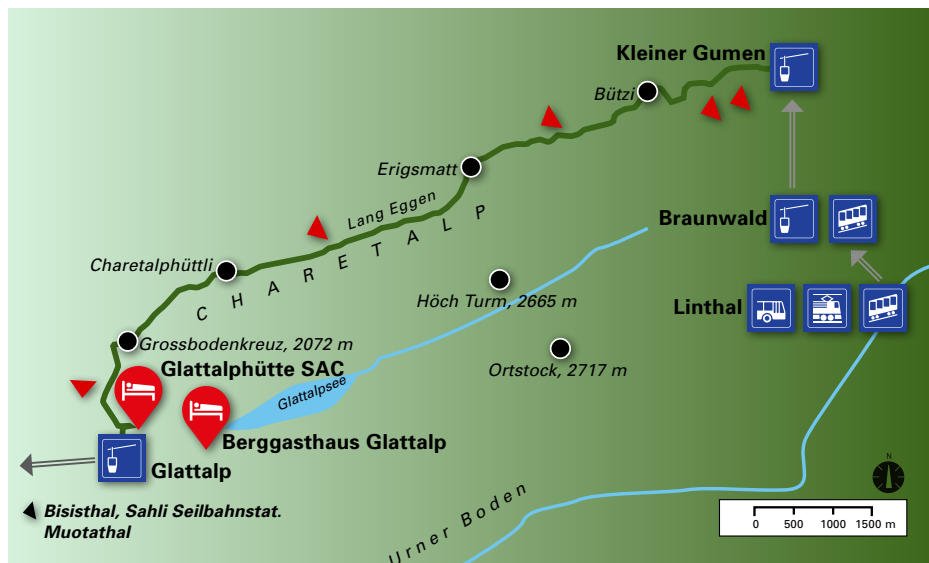 Kleiner Gumen
Bützi
Erigsmatt
Lang Eggen
CHARETALP
Braunwald
Charetalphüttli
Höch Turm, 2665 m
Linthal
Grossbodenkreuz, 2072 m
Glattalphütte SAC
Ortstock, 2717 m
Glattalpsee
Berggasthaus Glattalp
Glattalp
N
Bisisthal, Sahli Seilbahnstat.
Muotathal
Urner Boden
0 500 1000 1500 m